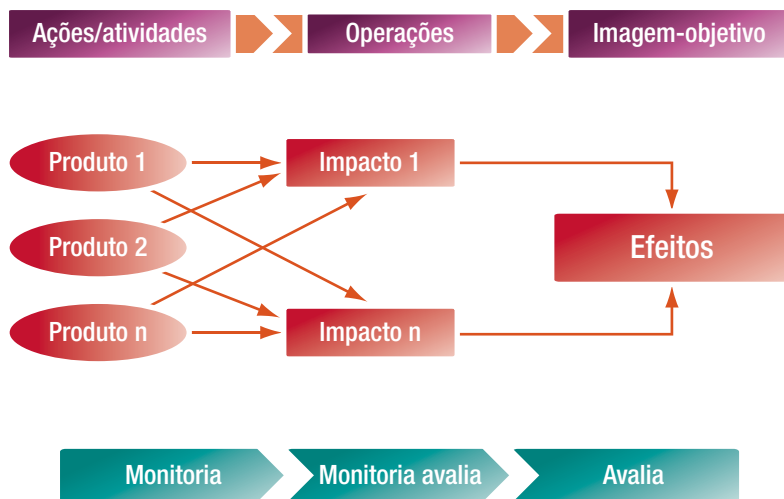 Ações/atividades
Operações
Imagem-objetivo
Produto 1
Impacto 1
Produto 2
Efeitos
Produto n
Impacto n
Monitoria
Monitoria avalia
Avalia